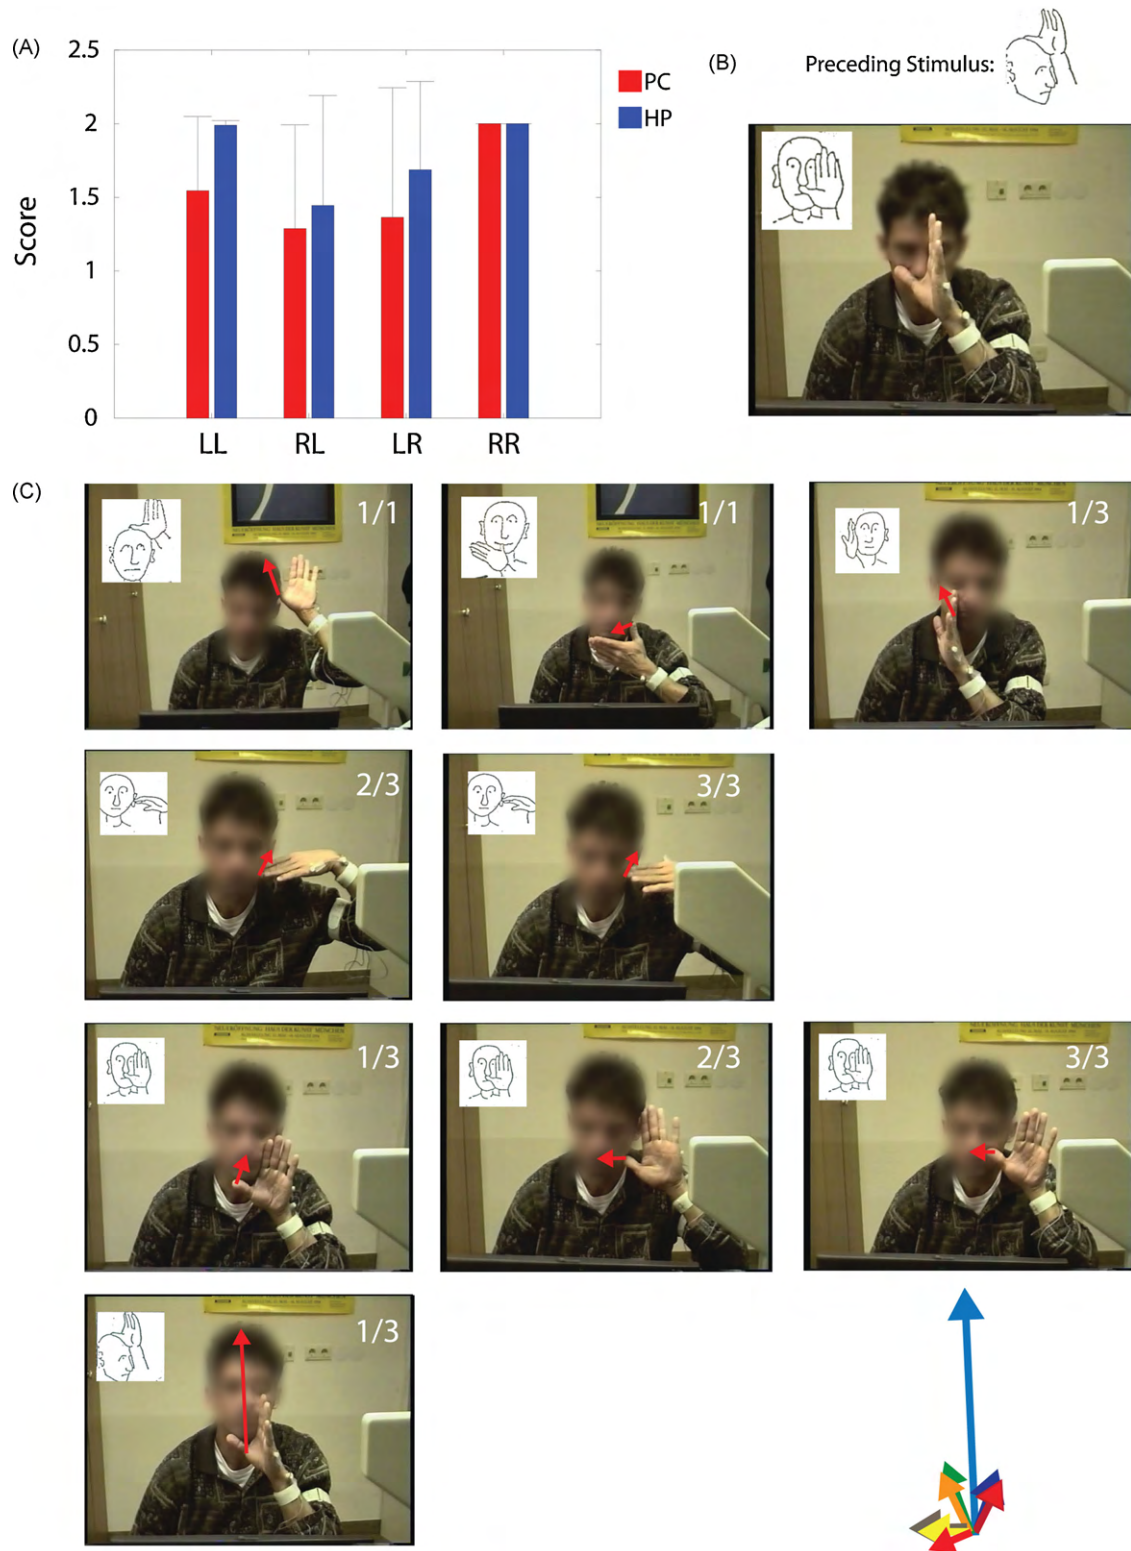 (A)
2.5
2
1.5
1
0.5
0
Score
LL
RL
LR
RR
PC
HP
(B)
Preceding Stimulus:
(C)
1/1
1/1
1/3
2/3
3/3
1/3
2/3
3/3
1/3